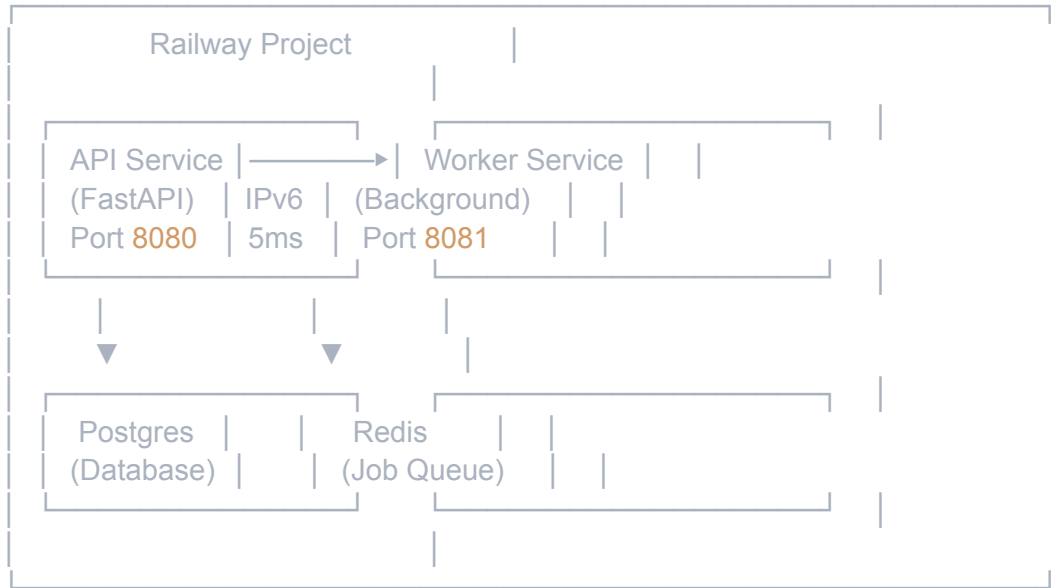 Railway Project
API Service Worker Service
(FastAPI) IPv6 (Background)
Port 8080 5ms Port 8081
Postgres Redis
(Database) (Job Queue)